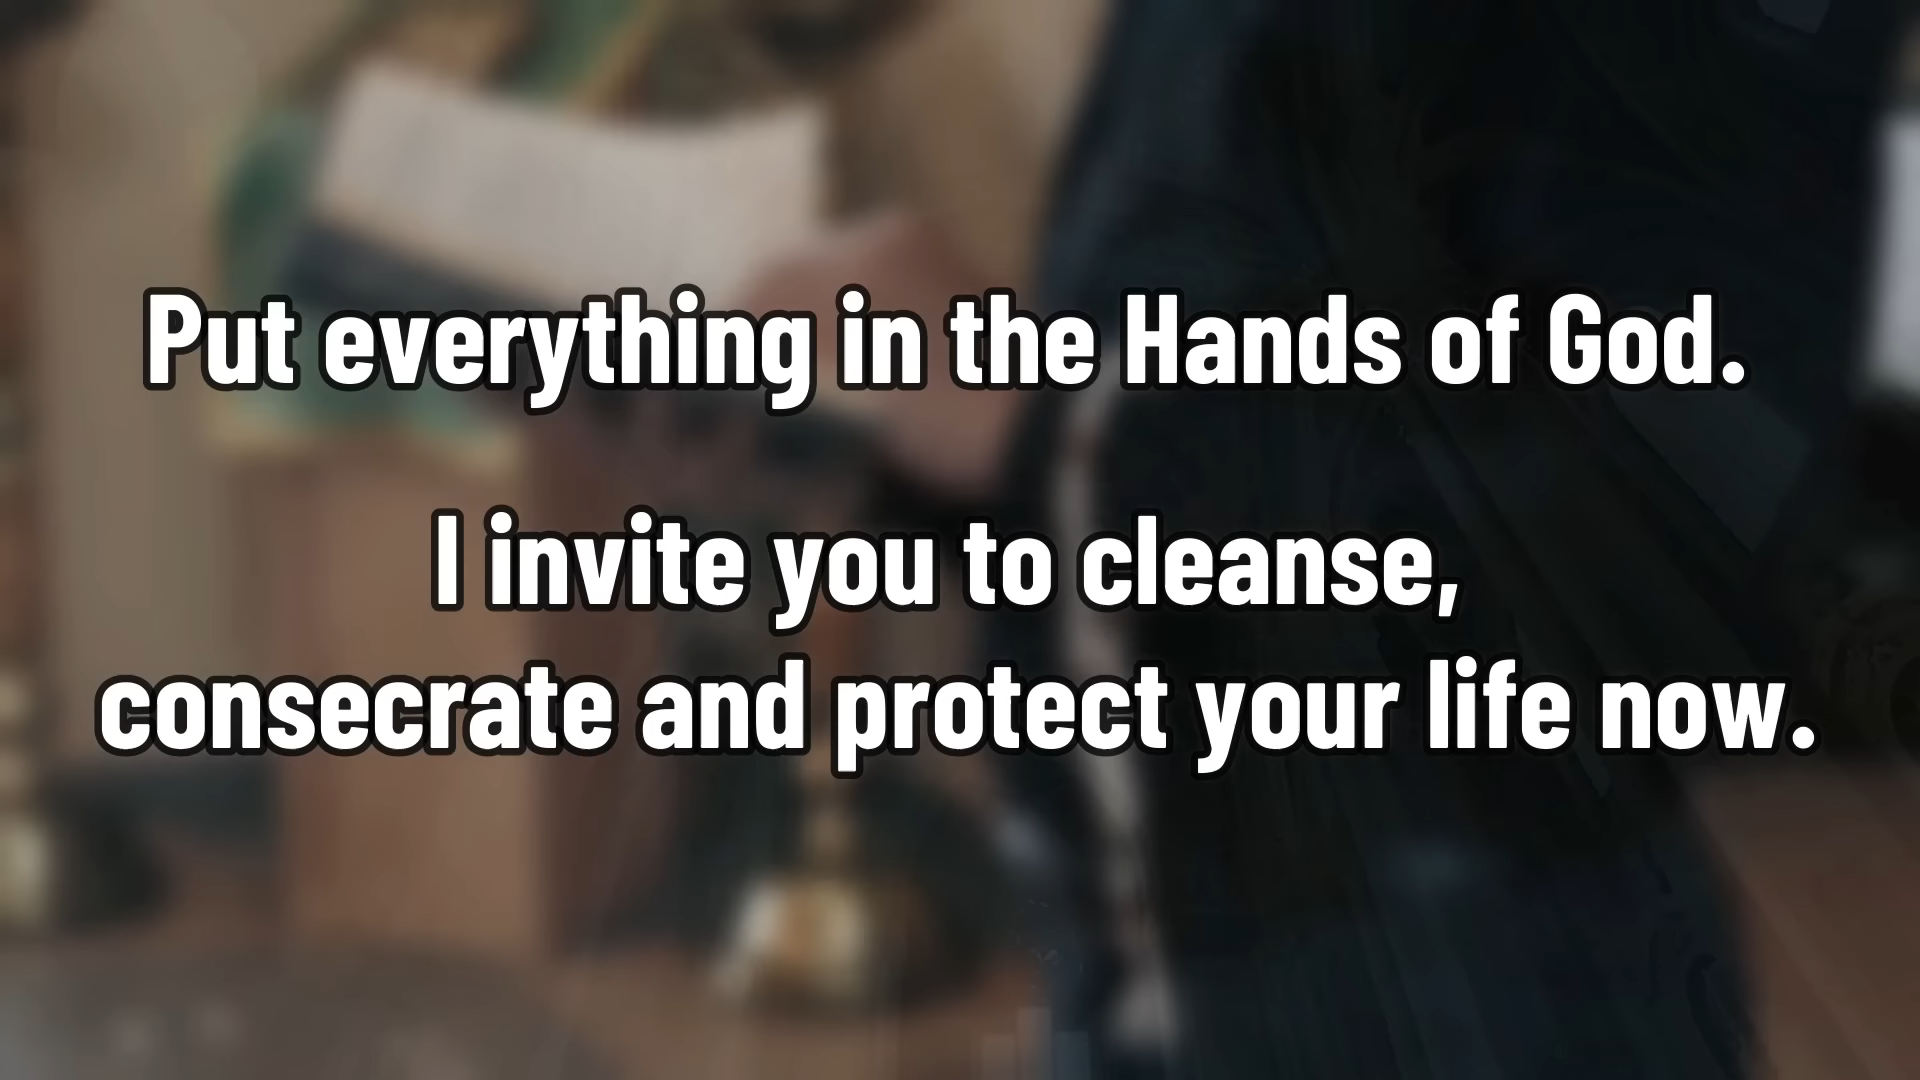 Put everything in the Hands of God.
I invite you to cleanse,
consecrate and protect your life now.